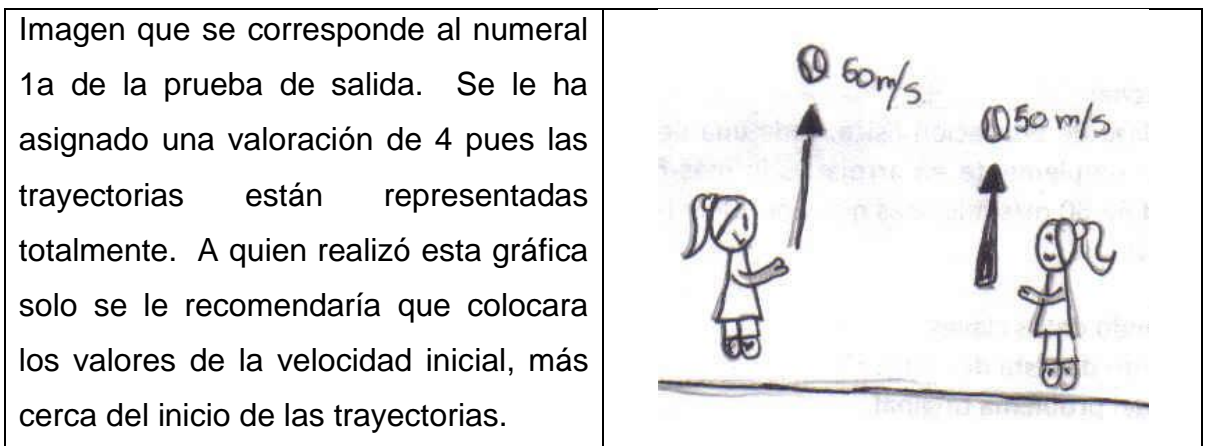 Imagen que se corresponde al numeral
1a de la prueba de salida. Se le ha
asignado una valoración de 4 pues las
trayectorias están representadas
totalmente. A quien realizó esta gráfica
solo se le recomendaría que colocara
los valores de la velocidad inicial, más
cerca del inicio de las trayectorias.
60m/s
50 m/s